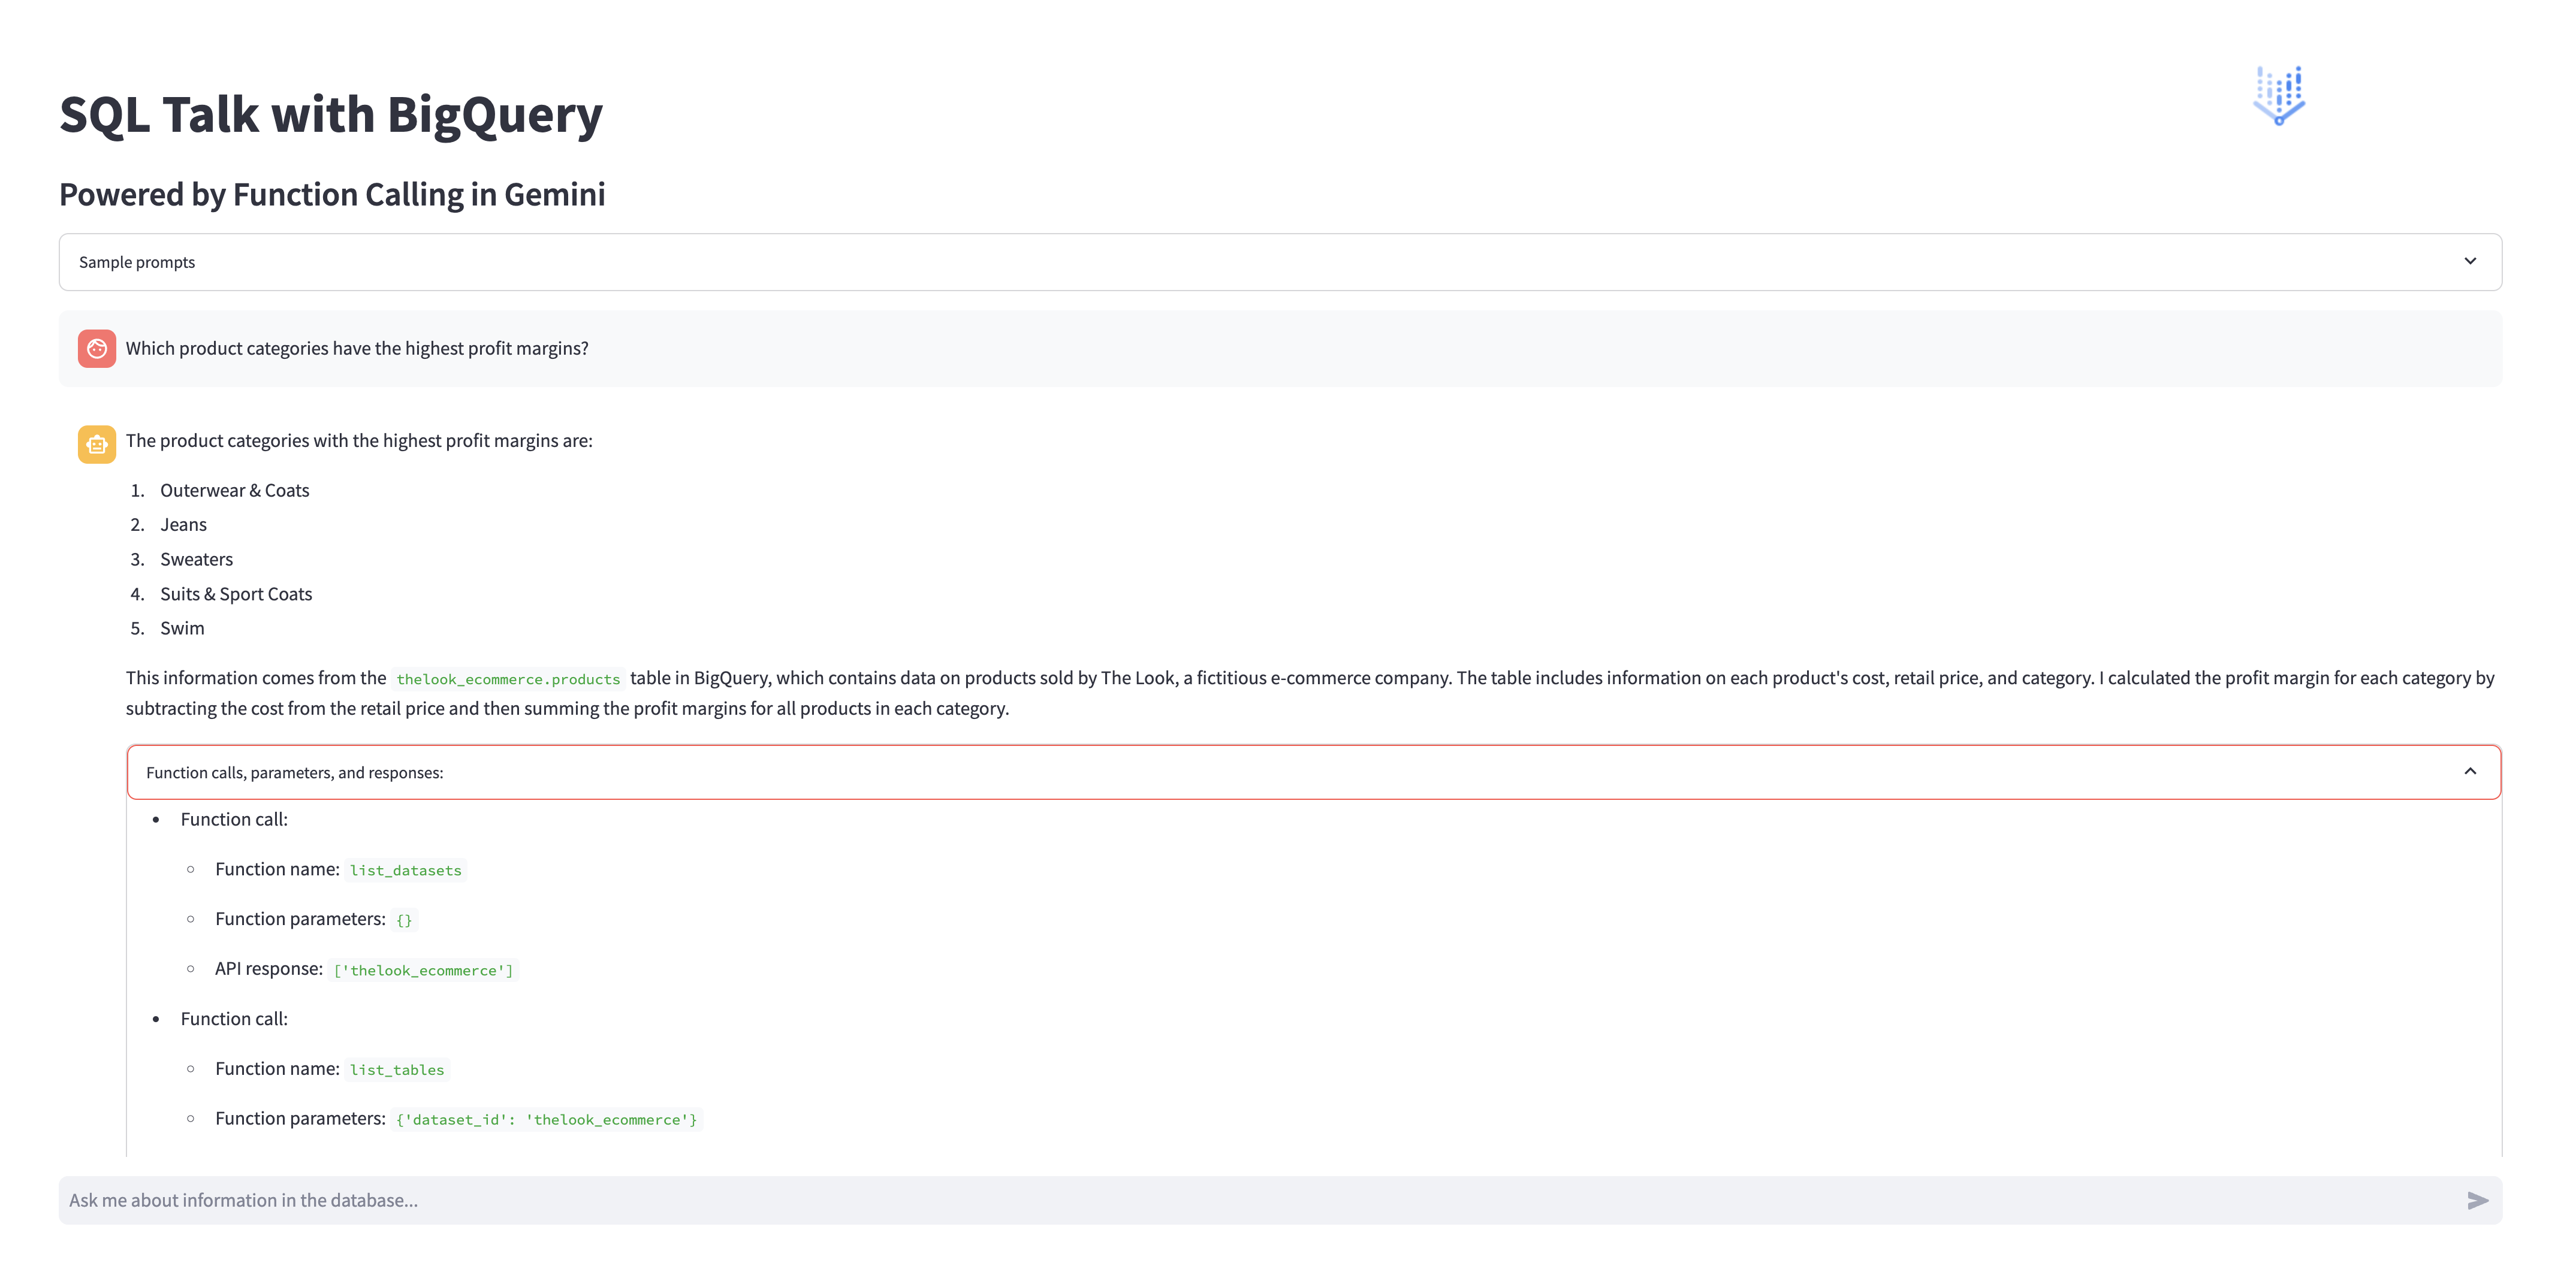 SQL Talk with BigQuery
Powered by Function Calling in Gemini
Sample prompts
Which product categories have the highest profit margins?
The product categories with the highest profit margins are:
1. Outerwear & Coats
2. Jeans
3. Sweaters
4. Suits & Sport Coats
5. Swim
This information comes from the thelook_ecommerce.products table in BigQuery, which contains data on products sold by The Look, a fictitious e-commerce company. The table includes information on each product's cost, retail price, and category. I calculated the profit margin for each category by
subtracting the cost from the retail price and then summing the profit margins for all products in each category.
Function calls, parameters, and responses:
• Function call:
◦ Function name: list_datasets
◦ Function parameters: {}
◦ API response: ['thelook_ecommerce']
• Function call:
◦ Function name: list_tables
◦ Function parameters: {'dataset_id': 'thelook_ecommerce'}
Ask me about information in the database...